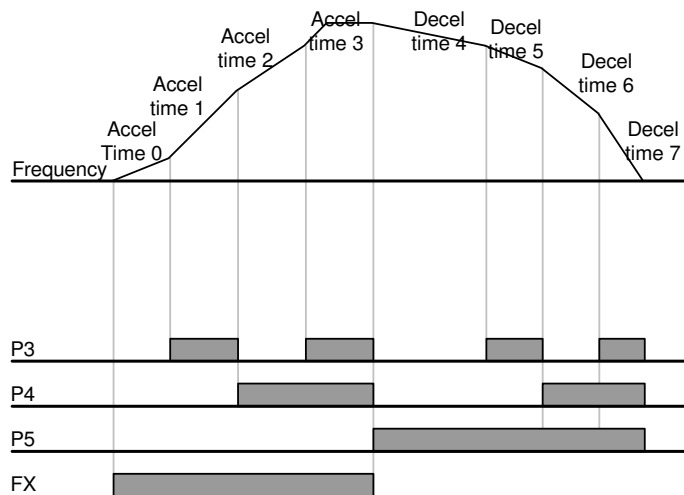 Accel
Time 0
Accel
time 1
Accel
time 2
Accel
time 3
Decel
time 4
Decel
time 5
Decel
time 6
Decel
time 7
Frequency
P3
P4
P5
FX